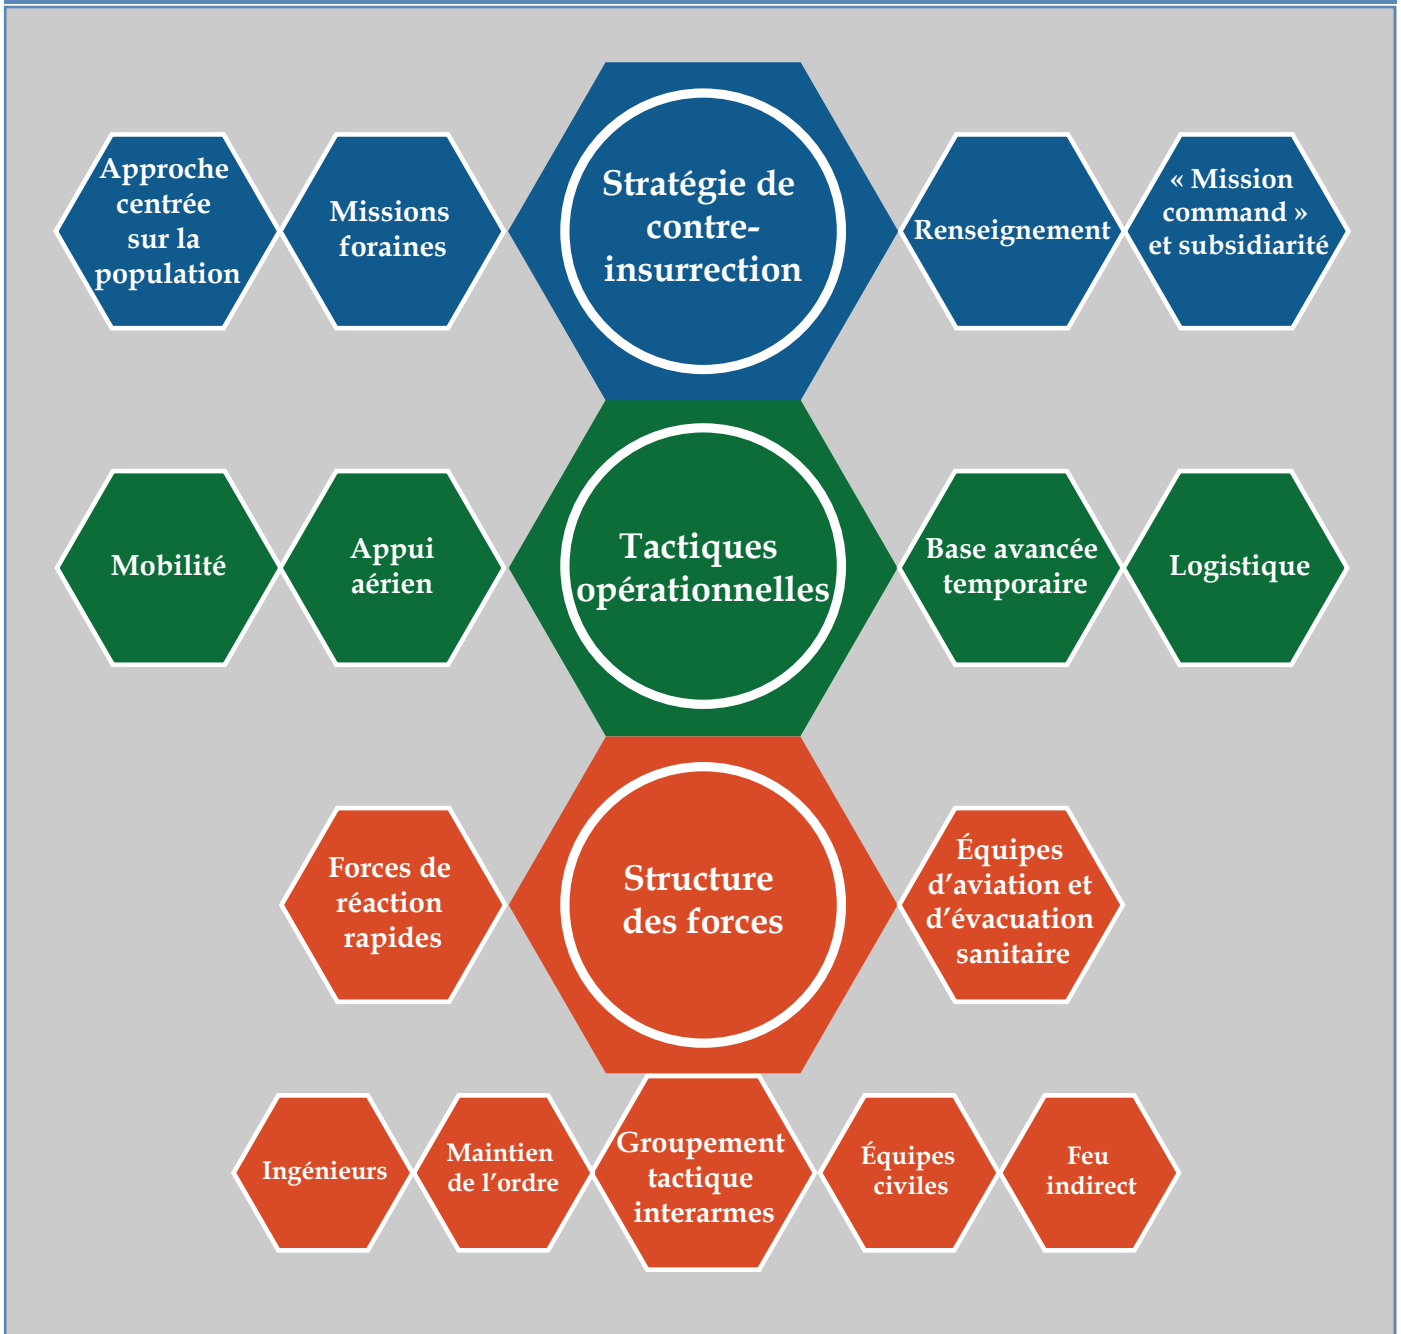 Approche
centrée
sur la
population
Missions
foraines
Stratégie de
contre-
insurrection
Renseignement
« Mission
command »
et subsidiarité
Mobilité
Appui
aérien
Tactiques
opérationnelles
Base avancée
temporaire
Logistique
Forces de
réaction
rapides
Structure
des forces
Équipes
d’aviation et
d’évacuation
sanitaire
Ingénieurs
Maintien
de l’ordre
Groupement
tactique
interarmes
Équipes
civiles
Feu
indirect